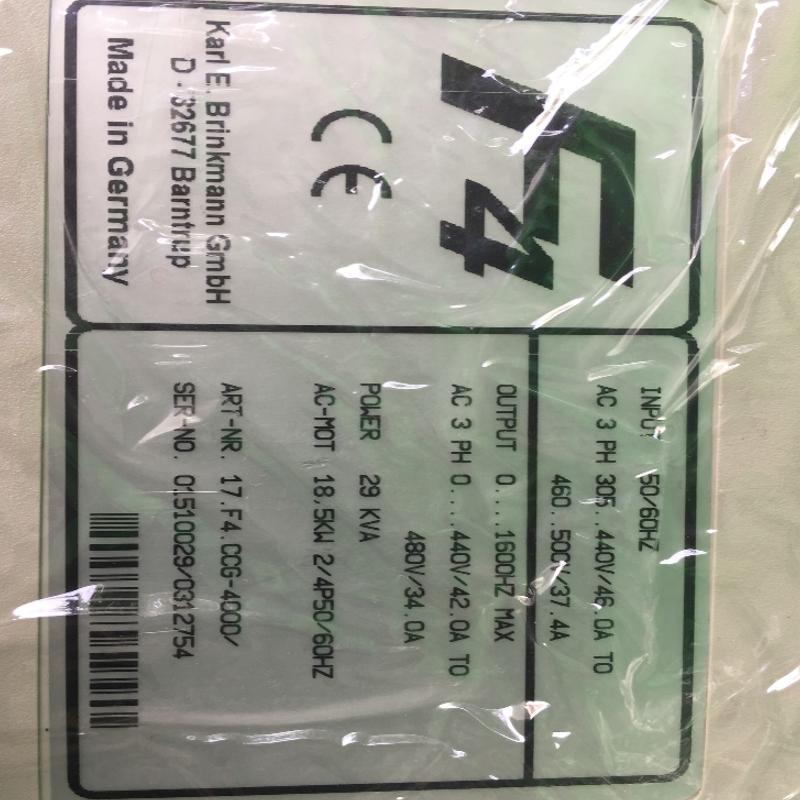 F4
CE
Karl E. Brinkmann GmbH
D - 32677 Barntrup
Made in Germany
INPUT 50/60HZ
AC 3 PH 305..440V/46.0A TO
460..500V/37.4A
OUTPUT 0....1600HZ MAX
AC 3 PH 0....440V/42.0A TO
480V/34.0A
POWER 29 KVA
AC-MOT 18,5KW 2/4P50/60HZ
ART-NR. 17.F4.CCG-4000/
SER-NO. 01510029/0312754